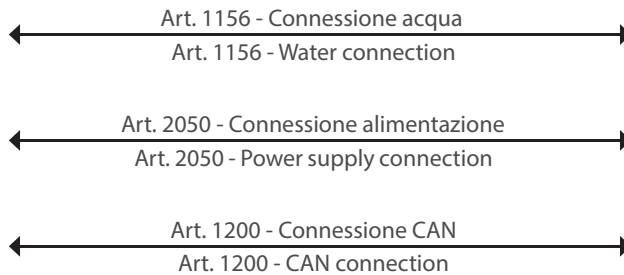 Art. 1156 - Connessione acqua
Art. 1156 - Water connection
Art. 2050 - Connessione alimentazione
Art. 2050 - Power supply connection
Art. 1200 - Connessione CAN
Art. 1200 - CAN connection